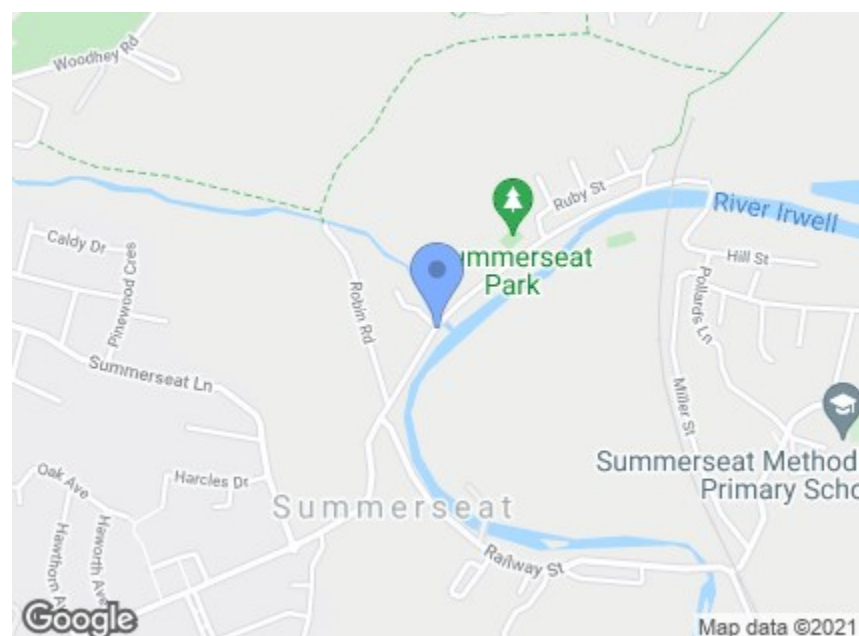 Woodhey Rd
Ruby St
River Irwell
Caldy Dr
Pinewood Cres
Summerseat
Park
Hill St
Pollards Ln
Robin Rd
Summerseat Ln
Miller St
Summerseat Method
Primary Scho
Oak Ave
Harcles Dr
Summerseat
Hawthorn Av
Haworth Ave
Railway St
Google
Map data ©2021